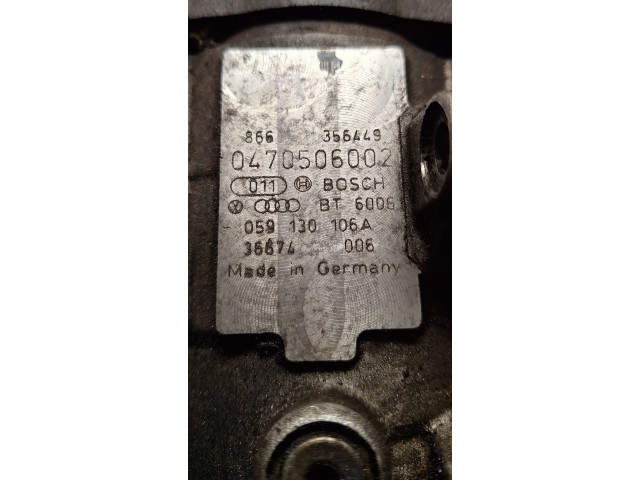 866 356449
0470506002
011 BOSCH
BT 6006
059 130 106A
36674 006
Made in Germany